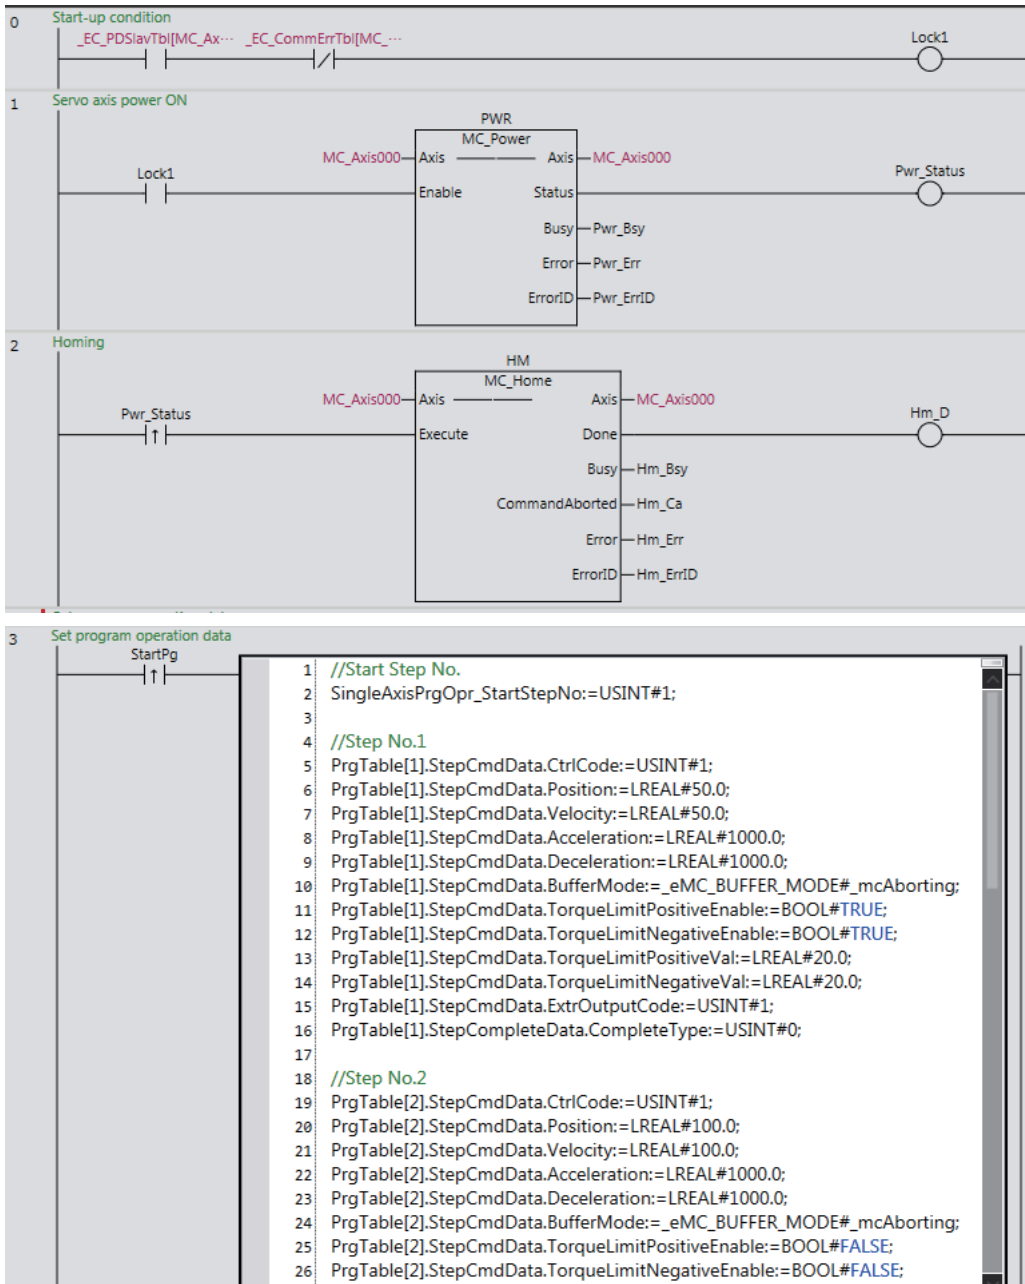 0 Start-up condition
_EC_PDSlavTbl[MC_Ax··· _EC_CommErrTbl[MC_··· Lock1
1 Servo axis power ON
PWR
MC_Power
MC_Axis000 Axis Axis MC_Axis000
Lock1 Enable Status Pwr_Status
Busy Pwr_Bsy
Error Pwr_Err
ErrorID Pwr_ErrID
2 Homing
HM
MC_Home
MC_Axis000 Axis Axis MC_Axis000
Pwr_Status Execute Done Hm_D
Busy Hm_Bsy
CommandAborted Hm_Ca
Error Hm_Err
ErrorID Hm_ErrID
3 Set program operation data
StartPg
1 //Start Step No.
2 SingleAxisPrgOpr_StartStepNo:=USINT#1;
3
4 //Step No.1
5 PrgTable[1].StepCmdData.CtrlCode:=USINT#1;
6 PrgTable[1].StepCmdData.Position:=LREAL#50.0;
7 PrgTable[1].StepCmdData.Velocity:=LREAL#50.0;
8 PrgTable[1].StepCmdData.Acceleration:=LREAL#1000.0;
9 PrgTable[1].StepCmdData.Deceleration:=LREAL#1000.0;
10 PrgTable[1].StepCmdData.BufferMode:=_eMC_BUFFER_MODE#_mcAborting;
11 PrgTable[1].StepCmdData.TorqueLimitPositiveEnable:=BOOL#TRUE;
12 PrgTable[1].StepCmdData.TorqueLimitNegativeEnable:=BOOL#TRUE;
13 PrgTable[1].StepCmdData.TorqueLimitPositiveVal:=LREAL#20.0;
14 PrgTable[1].StepCmdData.TorqueLimitNegativeVal:=LREAL#20.0;
15 PrgTable[1].StepCmdData.ExtrOutputCode:=USINT#1;
16 PrgTable[1].StepCompleteData.CompleteType:=USINT#0;
17
18 //Step No.2
19 PrgTable[2].StepCmdData.CtrlCode:=USINT#1;
20 PrgTable[2].StepCmdData.Position:=LREAL#100.0;
21 PrgTable[2].StepCmdData.Velocity:=LREAL#100.0;
22 PrgTable[2].StepCmdData.Acceleration:=LREAL#1000.0;
23 PrgTable[2].StepCmdData.Deceleration:=LREAL#1000.0;
24 PrgTable[2].StepCmdData.BufferMode:=_eMC_BUFFER_MODE#_mcAborting;
25 PrgTable[2].StepCmdData.TorqueLimitPositiveEnable:=BOOL#FALSE;
26 PrgTable[2].StepCmdData.TorqueLimitNegativeEnable:=BOOL#FALSE;